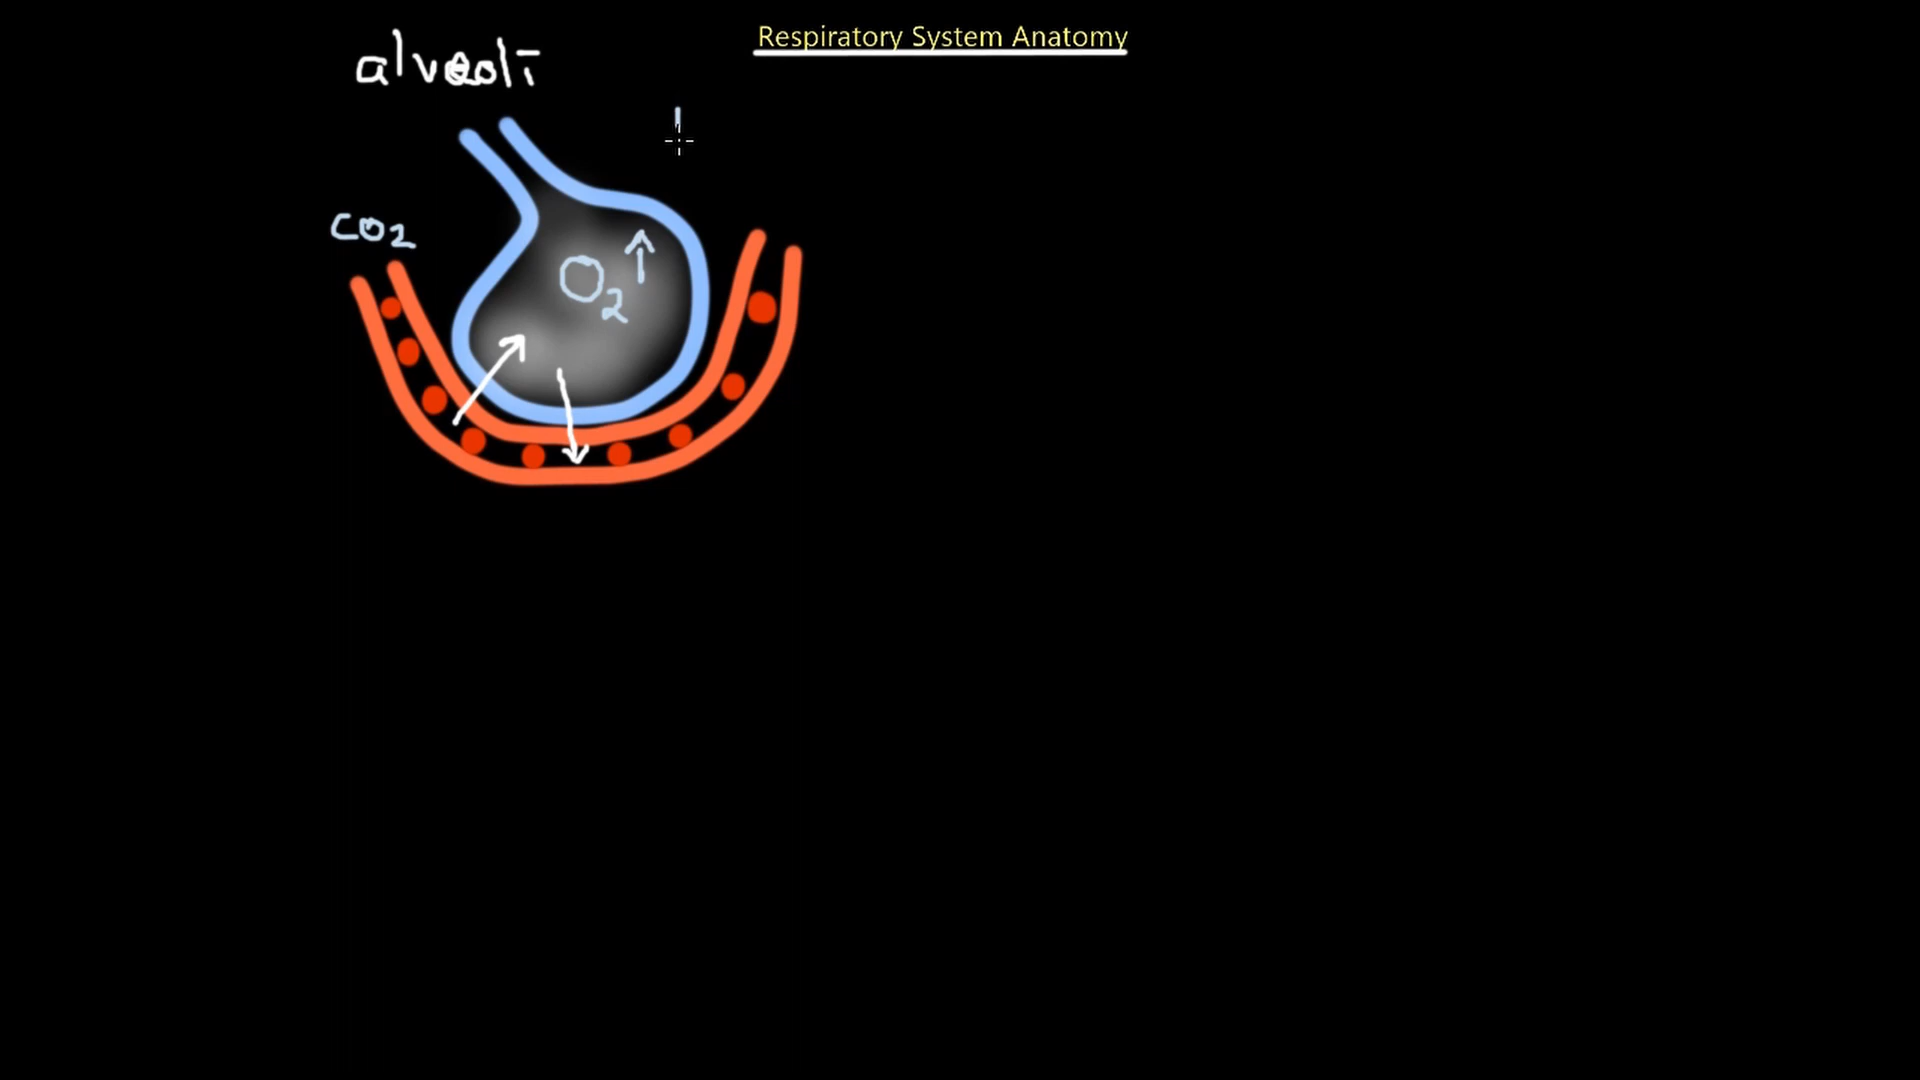 Respiratory System Anatomy
alveoli
CO2
O2 ↑